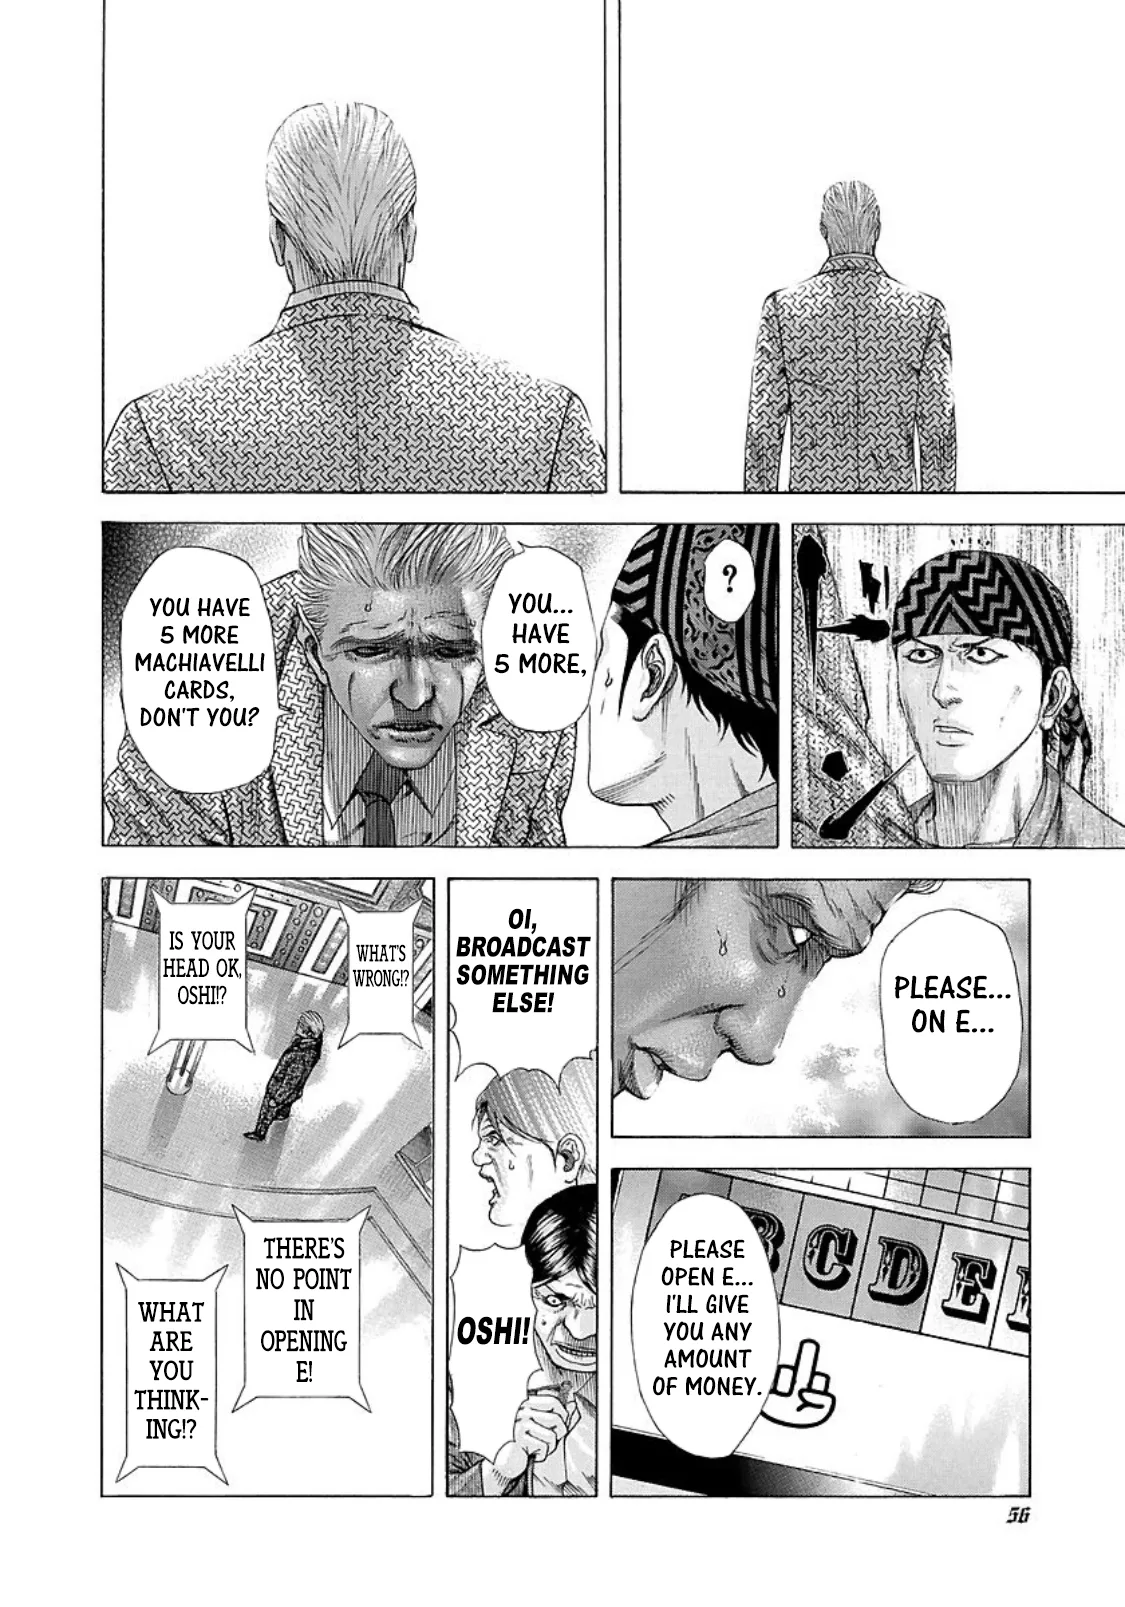 ?
YOU...
HAVE
5 MORE,
YOU HAVE
5 MORE
MACHIAVELLI
CARDS,
DON'T YOU?
PLEASE...
ON E...
PLEASE
OPEN E...
I'LL GIVE
YOU ANY
AMOUNT
OF MONEY.
BCDE
OI,
BROADCAST
SOMETHING
ELSE!
OSHI!
WHAT'S
WRONG!?
IS YOUR
HEAD OK,
OSHI!?
THERE'S
NO POINT
IN
OPENING
E!
WHAT
ARE
YOU
THINK-
ING!?
56